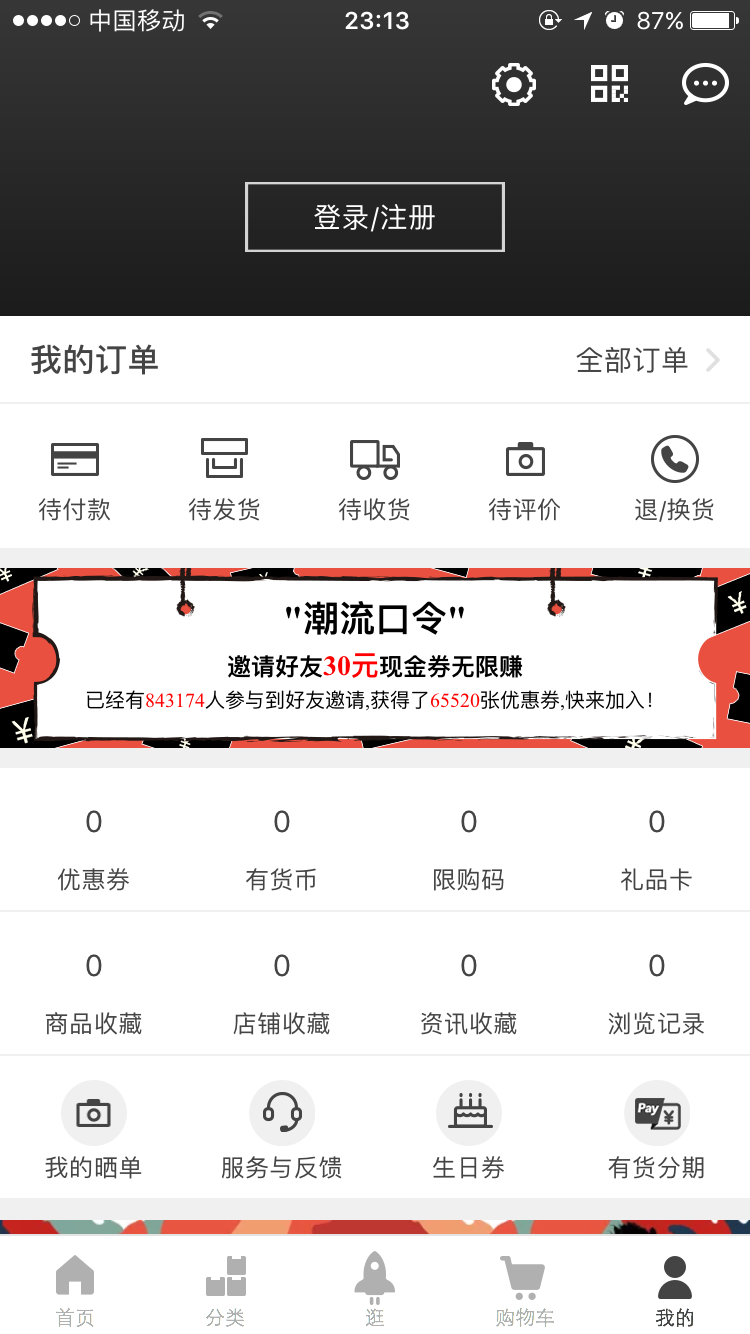 中国移动 23:13 87%
登录/注册
我的订单 全部订单
待付款 待发货 待收货 待评价 退/换货
"潮流口令"
邀请好友30元现金券无限赚
已经有843174人参与到好友邀请,获得了65520张优惠券,快来加入!
0 0 0 0
优惠券 有货币 限购码 礼品卡
0 0 0 0
商品收藏 店铺收藏 资讯收藏 浏览记录
Pay ¥
我的晒单 服务与反馈 生日券 有货分期
首页 分类 逛 购物车 我的